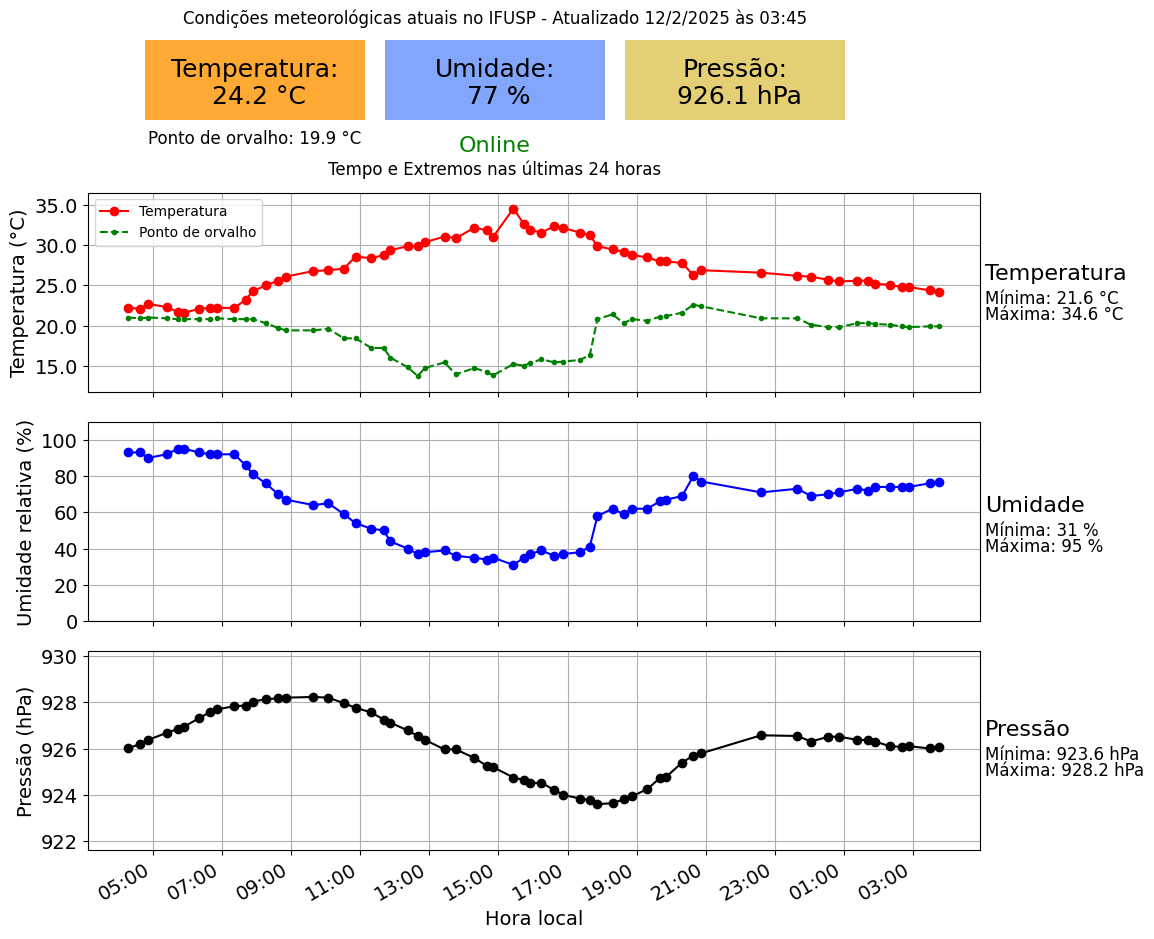 Condições meteorológicas atuais no IFUSP - Atualizado 12/2/2025 às 03:45
Temperatura:
24.2 °C
Umidade:
77 %
Pressão:
926.1 hPa
Ponto de orvalho: 19.9 °C
Online
Tempo e Extremos nas últimas 24 horas
Temperatura (°C)
35.0
30.0
25.0
20.0
15.0
Temperatura
Ponto de orvalho
Temperatura
Mínima: 21.6 °C
Máxima: 34.6 °C
Umidade relativa (%)
100
80
60
40
20
0
Umidade
Mínima: 31 %
Máxima: 95 %
Pressão (hPa)
930
928
926
924
922
Pressão
Mínima: 923.6 hPa
Máxima: 928.2 hPa
05:00 07:00 09:00 11:00 13:00 15:00 17:00 19:00 21:00 23:00 01:00 03:00
Hora local